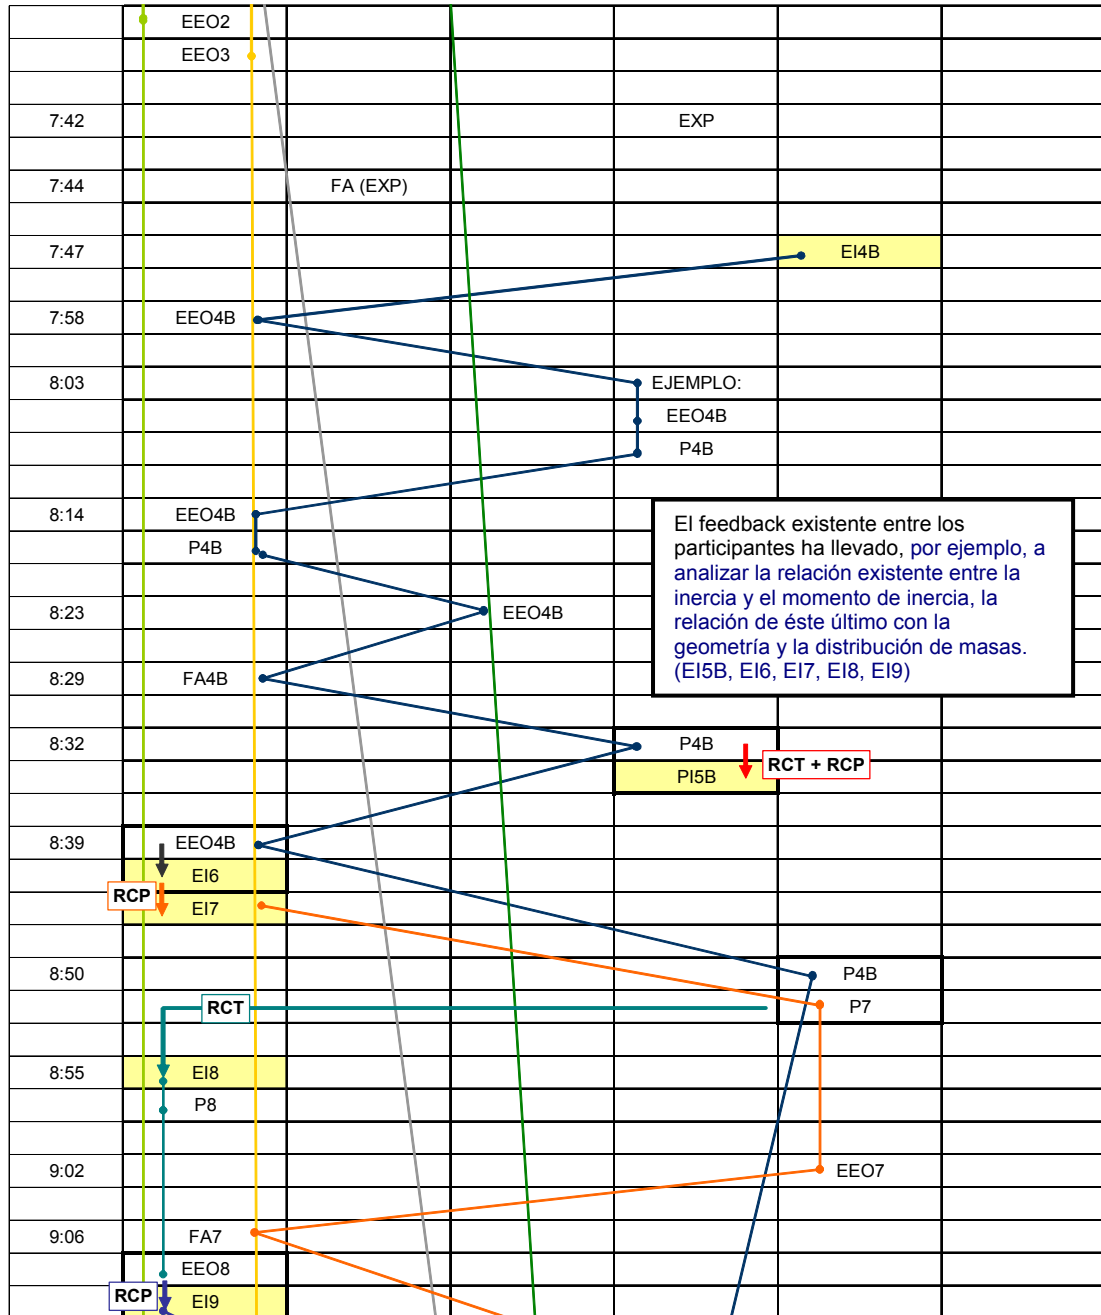 EEO2
EEO3
7:42 EXP
7:44 FA (EXP)
7:47 EI4B
7:58 EEO4B
8:03 EJEMPLO:
EEO4B
P4B
8:14 EEO4B
P4B
El feedback existente entre los
participantes ha llevado, por ejemplo, a
analizar la relación existente entre la
inercia y el momento de inercia, la
relación de éste último con la
geometría y la distribución de masas.
(EI5B, EI6, EI7, EI8, EI9)
8:23 EEO4B
8:29 FA4B
8:32 P4B
RCT + RCP
PI5B
8:39 EEO4B
EI6
RCP
EI7
8:50 P4B
RCT P7
8:55 EI8
P8
9:02 EEO7
9:06 FA7
EEO8
RCP EI9